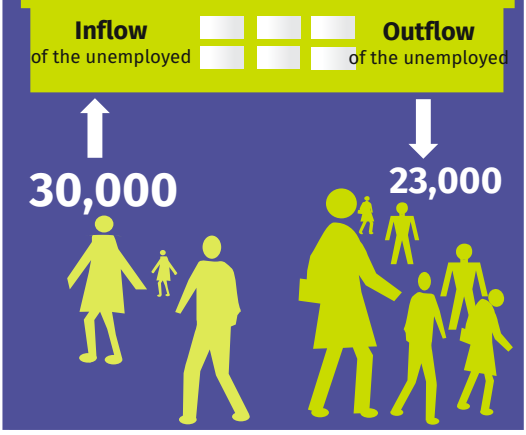 Inflow
of the unemployed
Outflow
of the unemployed
30,000
23,000